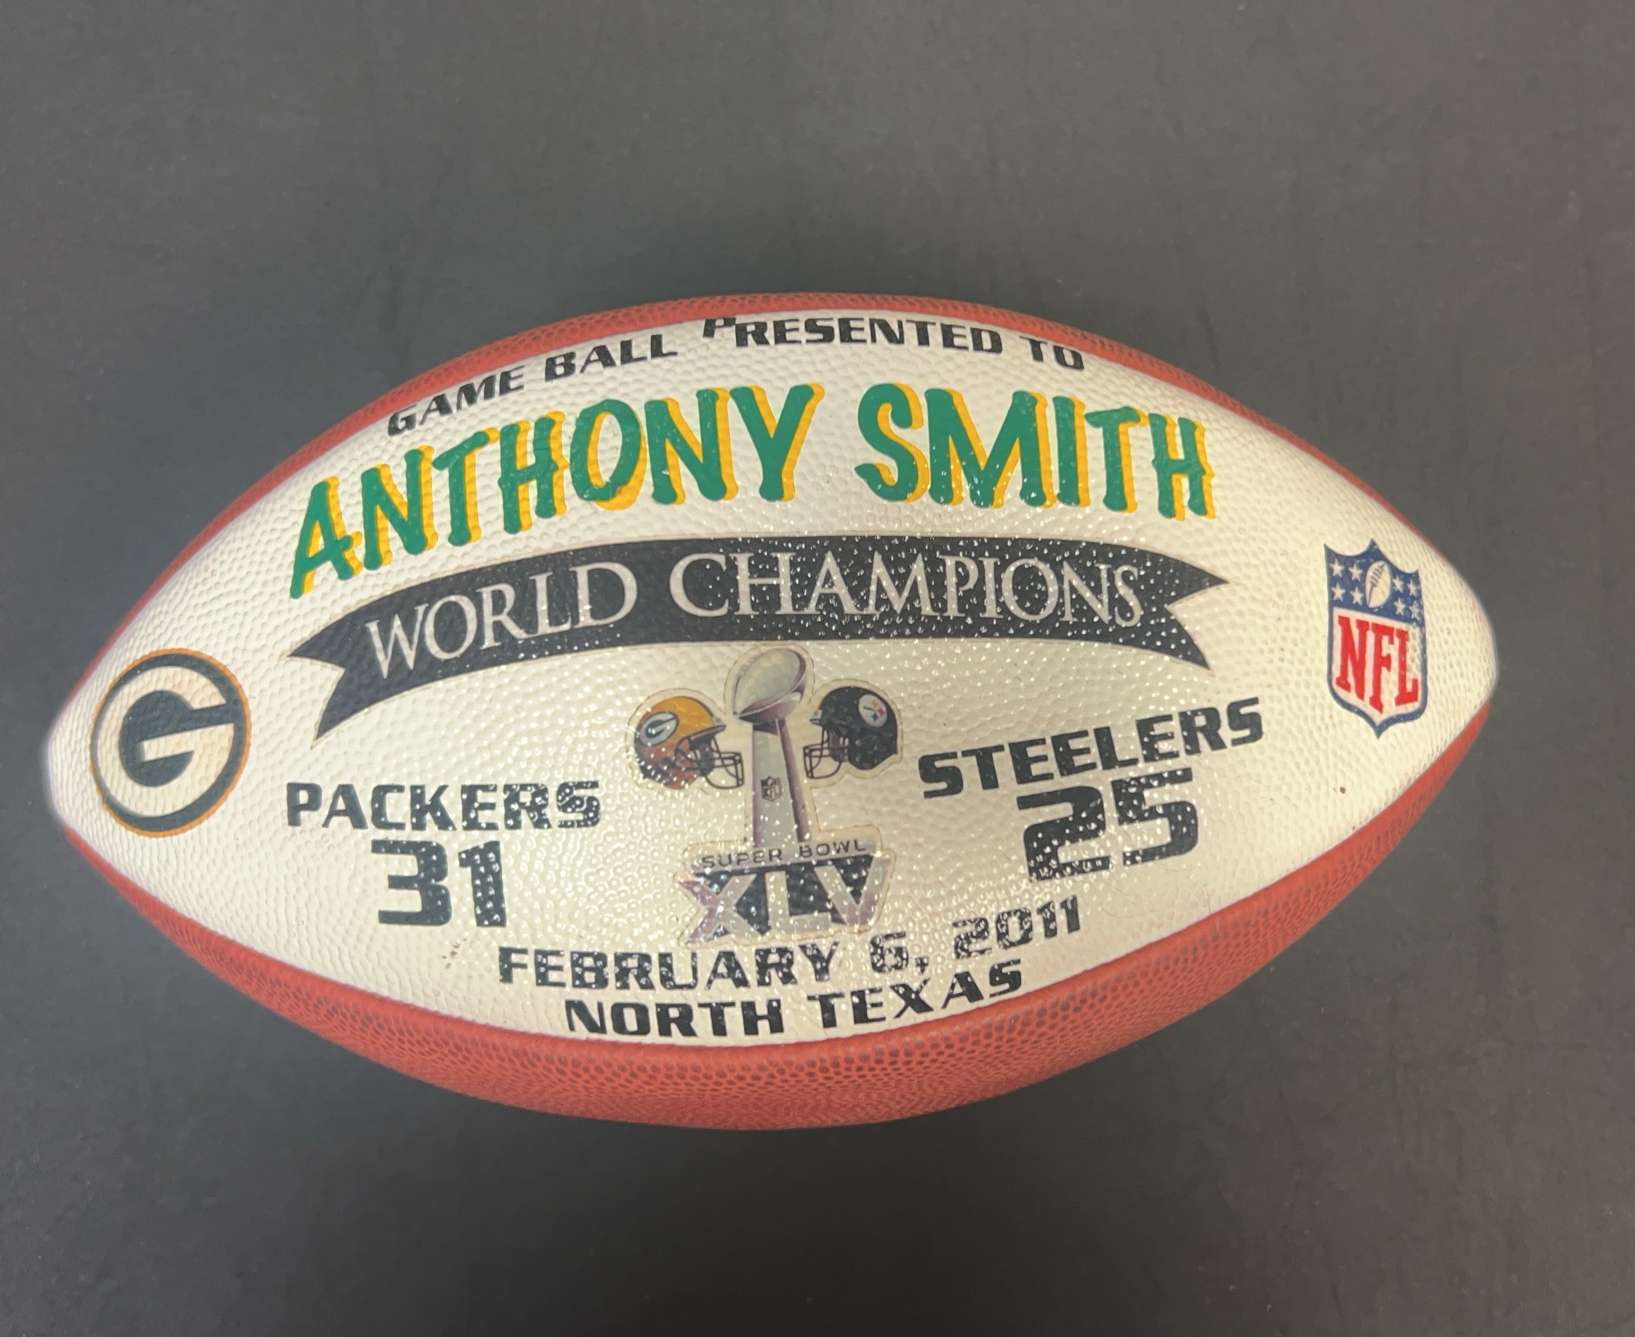 GAME BALL PRESENTED TO
ANTHONY SMITH
WORLD CHAMPIONS
G
NFL
PACKERS
31
STEELERS
25
SUPER BOWL
XLV
FEBRUARY 6, 2011
NORTH TEXAS